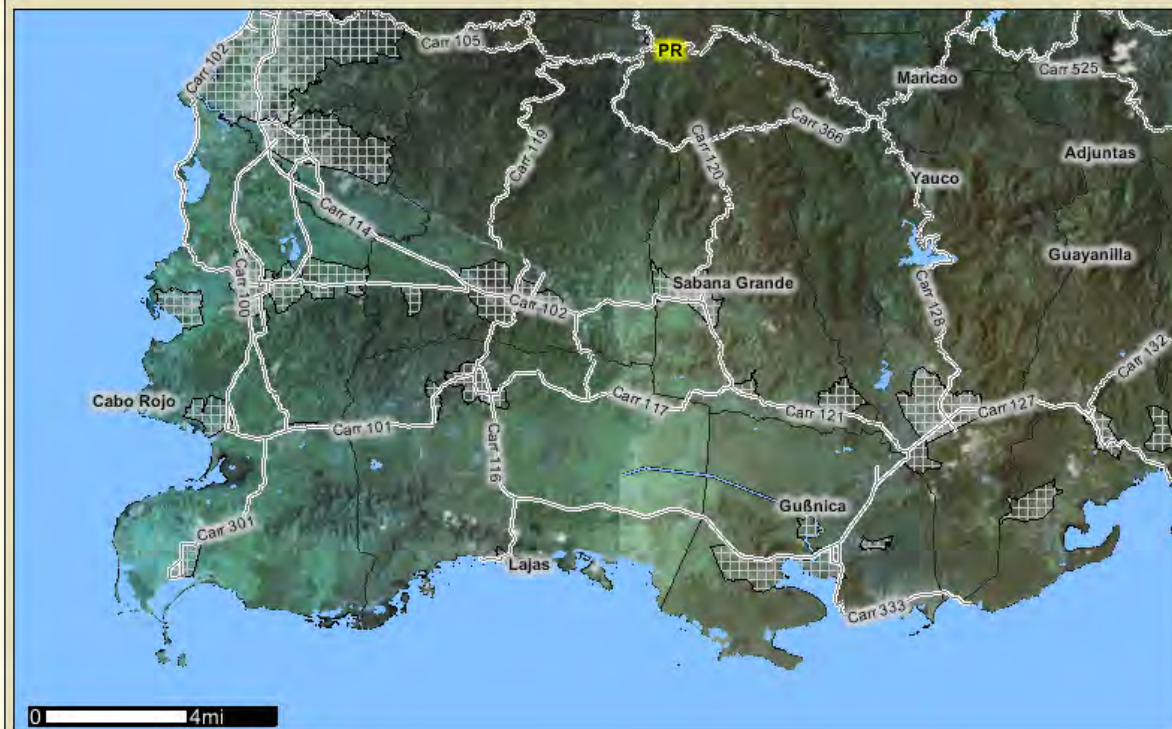 Carr 102
Carr 105
PR
Maricao
Carr 525
Carr 119
Carr 366
Carr 120
Adjuntas
Yauco
Carr 114
Guayanilla
Carr 100
Carr 102
Sabana Grande
Carr 128
Carr 132
Cabo Rojo
Carr 101
Carr 117
Carr 121
Carr 127
Carr 116
Gußnica
Carr 301
Lajas
Carr 333
0 4mi